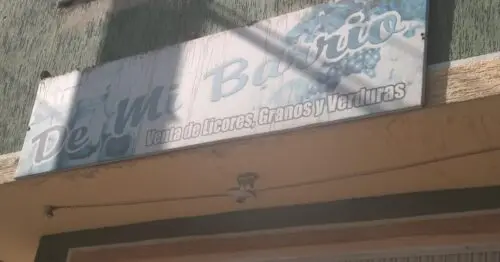 De Mi Barrio
Venta de Licores, Granos y Verduras